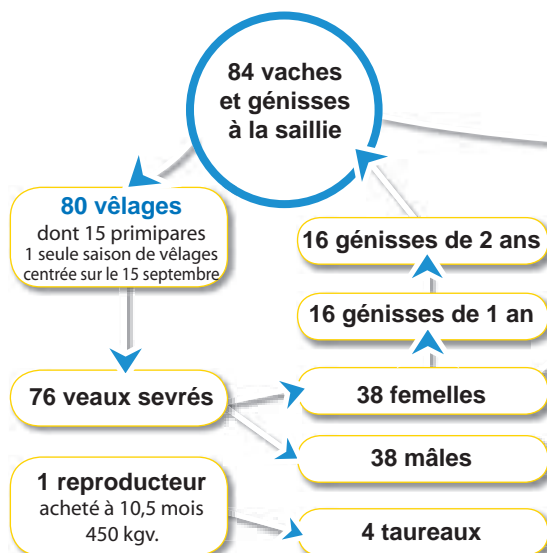 84 vaches
et génisses
à la saillie
80 vêlages
dont 15 primipares
1 seule saison de vêlages
centrée sur le 15 septembre
16 génisses de 2 ans
16 génisses de 1 an
76 veaux sevrés
38 femelles
38 mâles
1 reproducteur
acheté à 10,5 mois
450 kgv.
4 taureaux